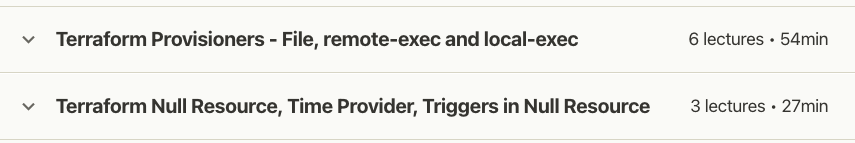 Terraform Provisioners - File, remote-exec and local-exec 6 lectures • 54min
Terraform Null Resource, Time Provider, Triggers in Null Resource 3 lectures • 27min